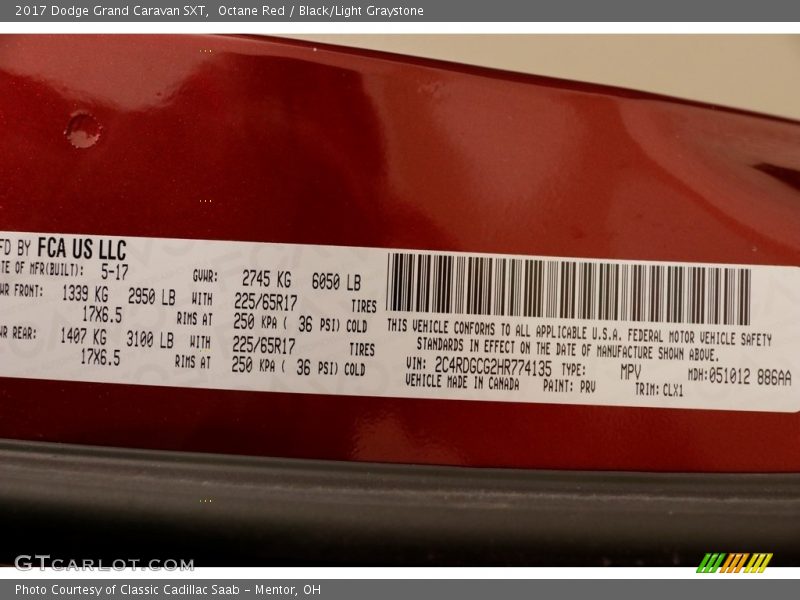 2017 Dodge Grand Caravan SXT, Octane Red / Black/Light Graystone
FD BY FCA US LLC
TE OF MFR(BUILT): 5-17
GVWR: 2745 KG 6050 LB
WR FRONT: 1339 KG 2950 LB WITH 225/65R17 TIRES
17X6.5 RIMS AT 250 KPA ( 36 PSI) COLD
WR REAR: 1407 KG 3100 LB WITH 225/65R17 TIRES
17X6.5 RIMS AT 250 KPA ( 36 PSI) COLD
THIS VEHICLE CONFORMS TO ALL APPLICABLE U.S.A. FEDERAL MOTOR VEHICLE SAFETY
STANDARDS IN EFFECT ON THE DATE OF MANUFACTURE SHOWN ABOVE.
VIN: 2C4RDGCG2HR774135 TYPE: MPV MDH:051012 886AA
VEHICLE MADE IN CANADA PAINT: PRV TRIM: CLX1
GTCARLOT.COM
Photo Courtesy of Classic Cadillac Saab - Mentor, OH